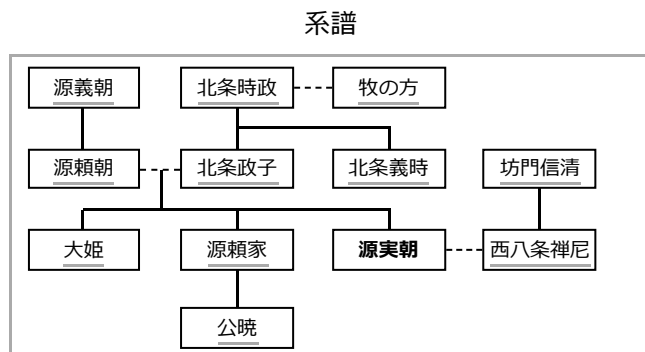 系譜
源義朝
北条時政
牧の方
源頼朝
北条政子
北条義時
坊門信清
大姫
源頼家
源実朝
西八条禅尼
公暁